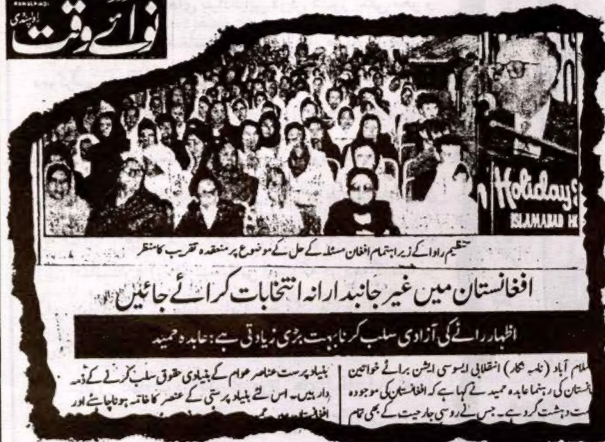 نوائے وقت
راولپنڈی
Holiday
ISLAMABAD
تنظیم راوا کے زیر اہتمام افغان مسئلہ کے حل کے موضوع پر منعقدہ تقریب کا منظر
افغانستان میں غیر جانبدارانہ انتخابات کرائے جائیں
اظہار رائے کی آزادی سلب کرنا بہت بڑی زیادتی ہے : عابدہ حمید
سلام آباد (نامہ نگار) انقلابی ایسوسی ایشن برائے خواتین
کی رہنما عابدہ حمید نے کہا ہے کہ افغانستان کی موجودہ
دہشت گرد ہے۔ جس نے روسی جارحیت کے بھی تمام
بنیاد پرست عناصر عوام کے بنیادی حقوق سلب کرنے کے ذمہ
دار ہیں۔ اس لئے بنیاد پرستی کے عنصر کا خاتمہ ہونا چاہئے اور